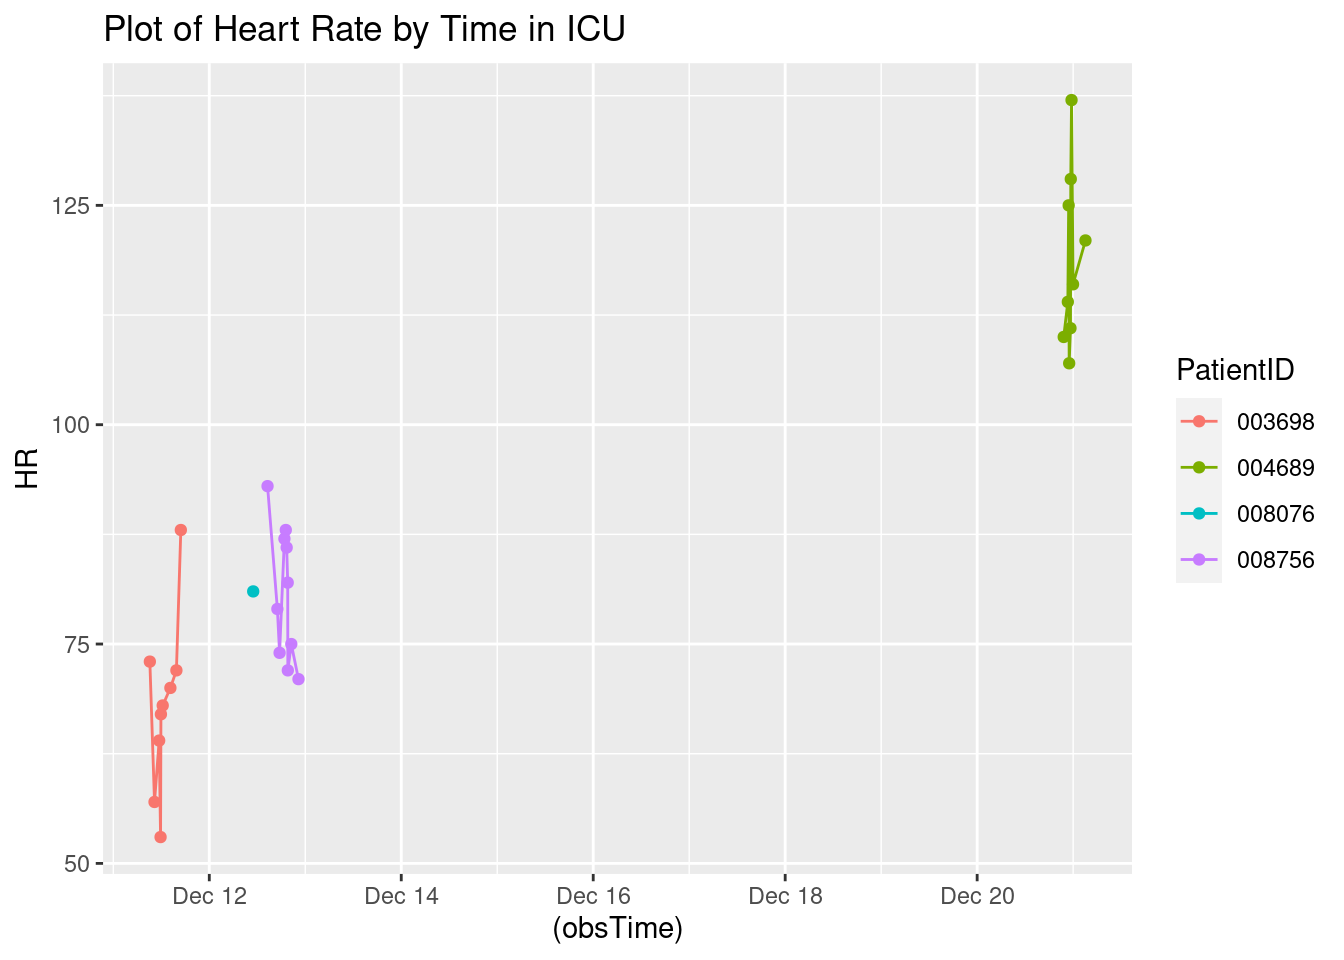 Plot of Heart Rate by Time in ICU
125
100
75
50
HR
Dec 12
Dec 14
Dec 16
Dec 18
Dec 20
(obsTime)
PatientID
003698
004689
008076
008756